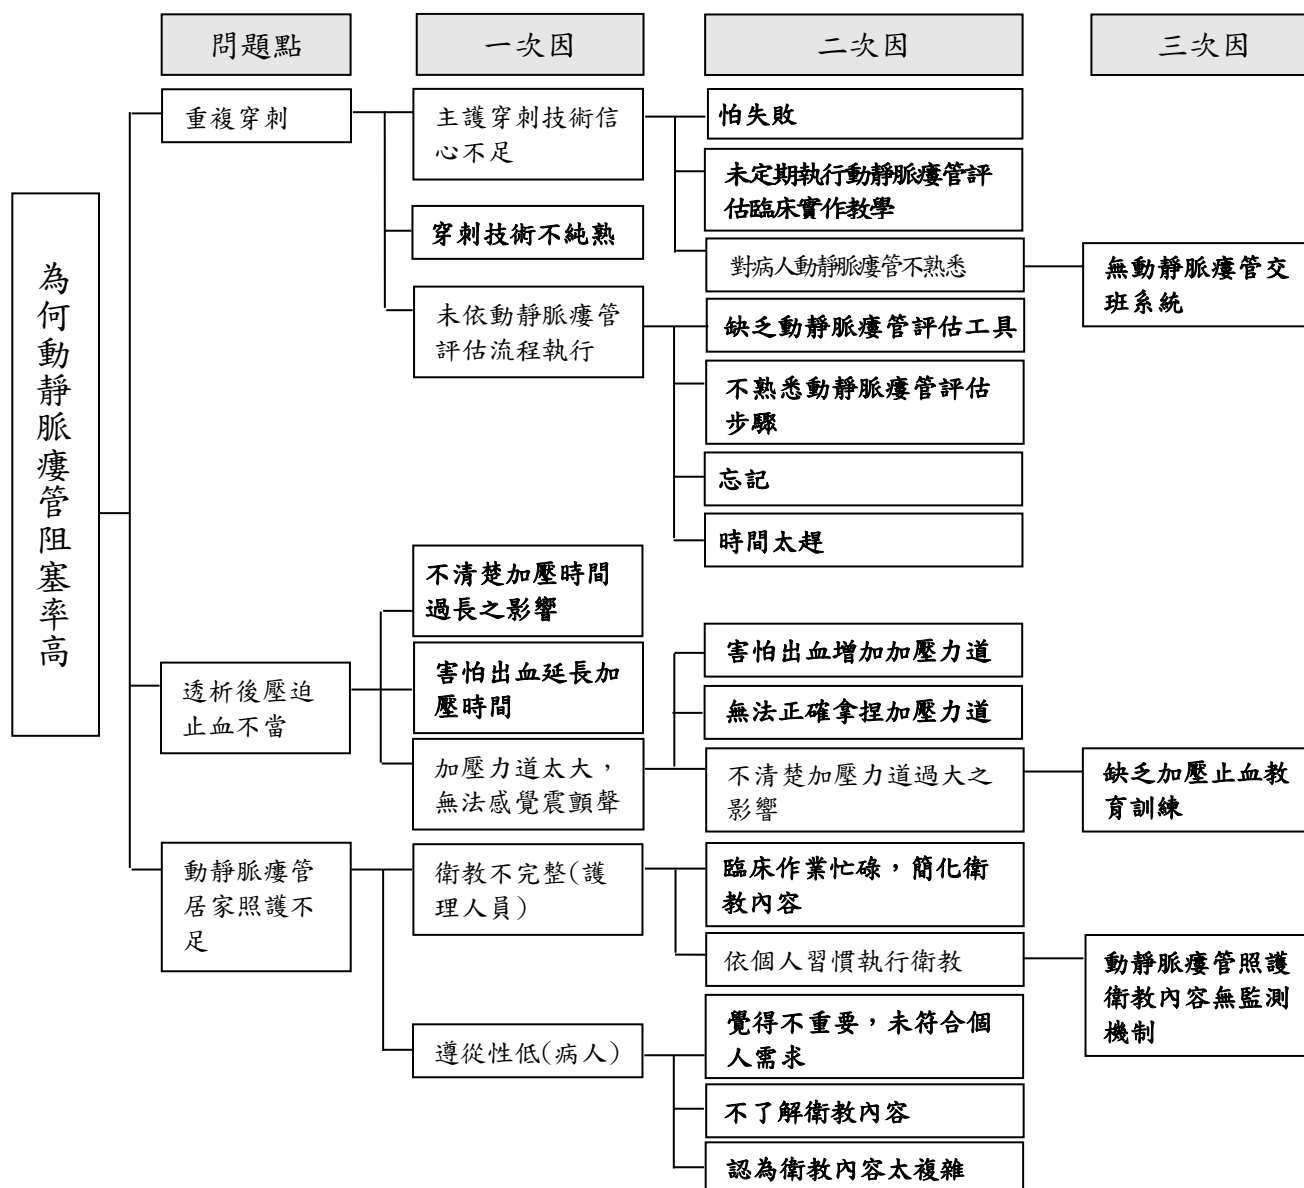 問題點
一次因
二次因
三次因
為何動靜脈瘻管阻塞率高
重複穿刺
主護穿刺技術信
心不足
怕失敗
未定期執行動靜脈瘻管評
估臨床實作教學
對病人動靜脈瘻管不熟悉
無動靜脈瘻管交
班系統
穿刺技術不純熟
未依動靜脈瘻管
評估流程執行
缺乏動靜脈瘻管評估工具
不熟悉動靜脈瘻管評估
步驟
忘記
時間太趕
透析後壓迫
止血不當
不清楚加壓時間
過長之影響
害怕出血延長加
壓時間
加壓力道太大，
無法感覺震顫聲
害怕出血增加加壓力道
無法正確拿捏加壓力道
不清楚加壓力道過大之
影響
缺乏加壓止血教
育訓練
動靜脈瘻管
居家照護不
足
衛教不完整(護
理人員)
臨床作業忙碌，簡化衛
教內容
依個人習慣執行衛教
動靜脈瘻管照護
衛教內容無監測
機制
遵從性低(病人)
覺得不重要，未符合個
人需求
不了解衛教內容
認為衛教內容太複雜